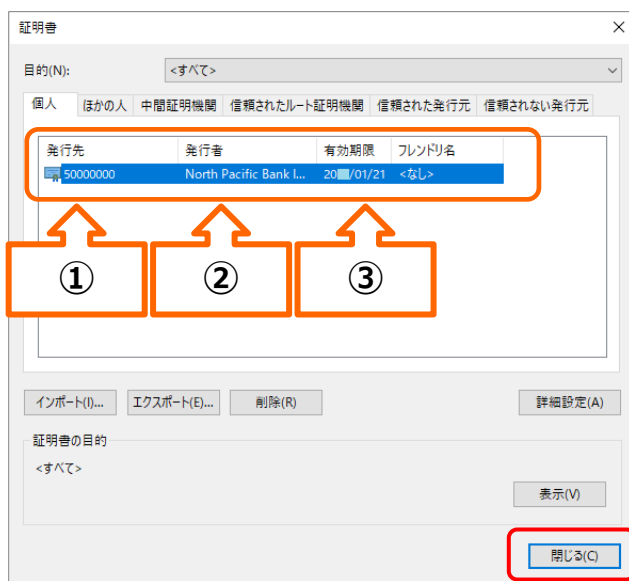 証明書
目的(N): <すべて>
個人 ほかの人 中間証明機関 信頼されたルート証明機関 信頼された発行元 信頼されない発行元
発行先 発行者 有効期限 フレンドリ名
50000000 North Pacific Bank I... 20 /01/21 <なし>
① ② ③
インポート(I)... エクスポート(E)... 削除(R) 詳細設定(A)
証明書の目的
<すべて>
表示(V)
閉じる(C)